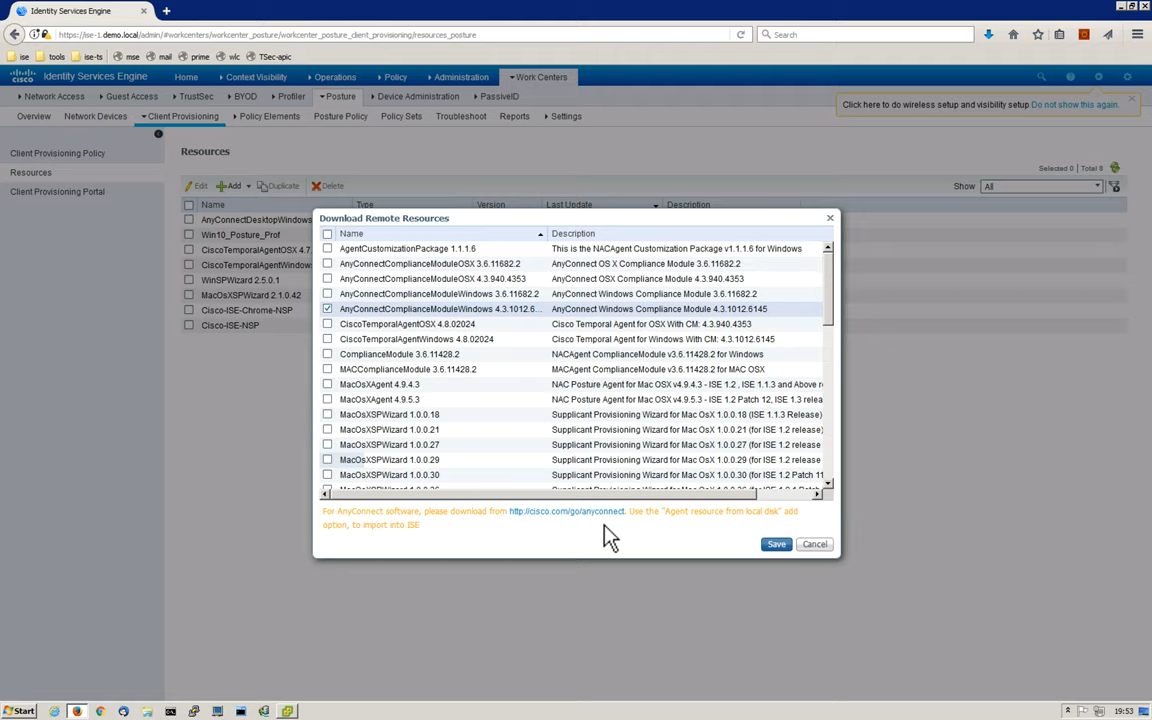 Identity Services Engine
https://ise-1.demo.local/admin/#workcenters/workcenter_posture/workcenter_posture_client_provisioning/resources_posture
Search
ise tools ise-ts mse mail prime wlc TSec-apic
CISCO Identity Services Engine Home Context Visibility Operations Policy Administration Work Centers
Network Access Guest Access TrustSec BYOD Profiler Posture Device Administration PassiveID
Click here to do wireless setup and visibility setup Do not show this again.
Overview Network Devices Client Provisioning Policy Elements Posture Policy Policy Sets Troubleshoot Reports Settings
Client Provisioning Policy
Resources
Client Provisioning Portal
Resources
Selected 0 | Total 8
Edit Add Duplicate Delete
Show All
Name Type Version Last Update Description
AnyConnectDesktopWindows
Win10_Posture_Prof
CiscoTemporalAgentOSX 4.7
CiscoTemporalAgentWindows
WinSPWizard 2.5.0.1
MacOsXSPWizard 2.1.0.42
Cisco-ISE-Chrome-NSP
Cisco-ISE-NSP
Download Remote Resources
Name Description
AgentCustomizationPackage 1.1.1.6 This is the NACAgent Customization Package v1.1.1.6 for Windows
AnyConnectComplianceModuleOSX 3.6.11682.2 AnyConnect OS X Compliance Module 3.6.11682.2
AnyConnectComplianceModuleOSX 4.3.940.4353 AnyConnect OSX Compliance Module 4.3.940.4353
AnyConnectComplianceModuleWindows 3.6.11682.2 AnyConnect Windows Compliance Module 3.6.11682.2
AnyConnectComplianceModuleWindows 4.3.1012.6... AnyConnect Windows Compliance Module 4.3.1012.6145
CiscoTemporalAgentOSX 4.8.02024 Cisco Temporal Agent for OSX With CM: 4.3.940.4353
CiscoTemporalAgentWindows 4.8.02024 Cisco Temporal Agent for Windows With CM: 4.3.1012.6145
ComplianceModule 3.6.11428.2 NACAgent ComplianceModule v3.6.11428.2 for Windows
MACComplianceModule 3.6.11428.2 MACAgent ComplianceModule v3.6.11428.2 for MAC OSX
MacOsXAgent 4.9.4.3 NAC Posture Agent for Mac OSX v4.9.4.3 - ISE 1.2 , ISE 1.1.3 and Above r
MacOsXAgent 4.9.5.3 NAC Posture Agent for Mac OSX v4.9.5.3 - ISE 1.2 Patch 12, ISE 1.3 relea
MacOsXSPWizard 1.0.0.18 Supplicant Provisioning Wizard for Mac OsX 1.0.0.18 (ISE 1.1.3 Release)
MacOsXSPWizard 1.0.0.21 Supplicant Provisioning Wizard for Mac OsX 1.0.0.21 (for ISE 1.2 release
MacOsXSPWizard 1.0.0.27 Supplicant Provisioning Wizard for Mac OsX 1.0.0.27 (for ISE 1.2 release
MacOsXSPWizard 1.0.0.29 Supplicant Provisioning Wizard for Mac OsX 1.0.0.29 (for ISE 1.2 release
MacOsXSPWizard 1.0.0.30 Supplicant Provisioning Wizard for Mac OsX 1.0.0.30 (for ISE 1.2 Patch 11
For AnyConnect software, please download from http://cisco.com/go/anyconnect. Use the "Agent resource from local disk" add
option, to import into ISE
Save Cancel
Start 19:53